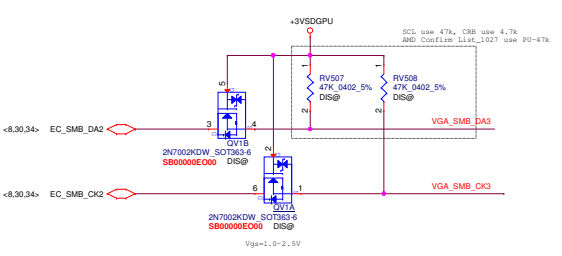 +3VSDGPU
SCL use 47k, CRB use 4.7k
AMD Confirm List_1027 use PU-47k
1
1
5
RV507
RV508
47K_0402_5%
47K_0402_5%
DIS@
DIS@
2
2
<8,30,34> EC_SMB_DA2
3
4
VGA_SMB_DA3
QV1B
2N7002KDW_SOT363-6
SB00000EO00 DIS@
2
<8,30,34> EC_SMB_CK2
6
1
VGA_SMB_CK3
QV1A
2N7002KDW_SOT363-6
SB00000EO00 DIS@
Vgs=1.0-2.5V